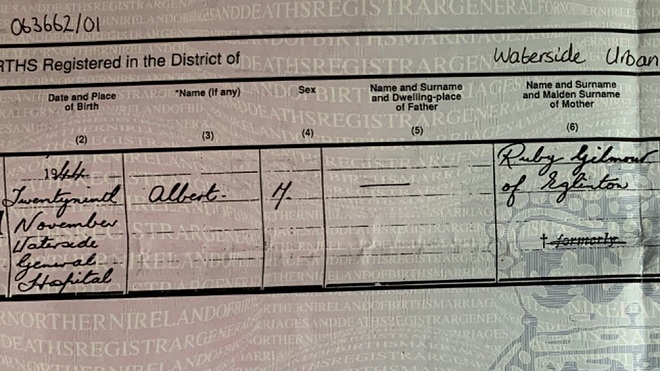 063662/01
RTHS Registered in the District of Waterside Urban
Date and Place of Birth
*Name (if any)
Sex
Name and Surname and Dwelling-place of Father
Name and Surname and Maiden Surname of Mother
(2) (3) (4) (5) (6)
1944
Twentyninth
November
Waterside
General
Hospital
Albert.
M.
Ruby Gilmour
of Eglinton
† formerly